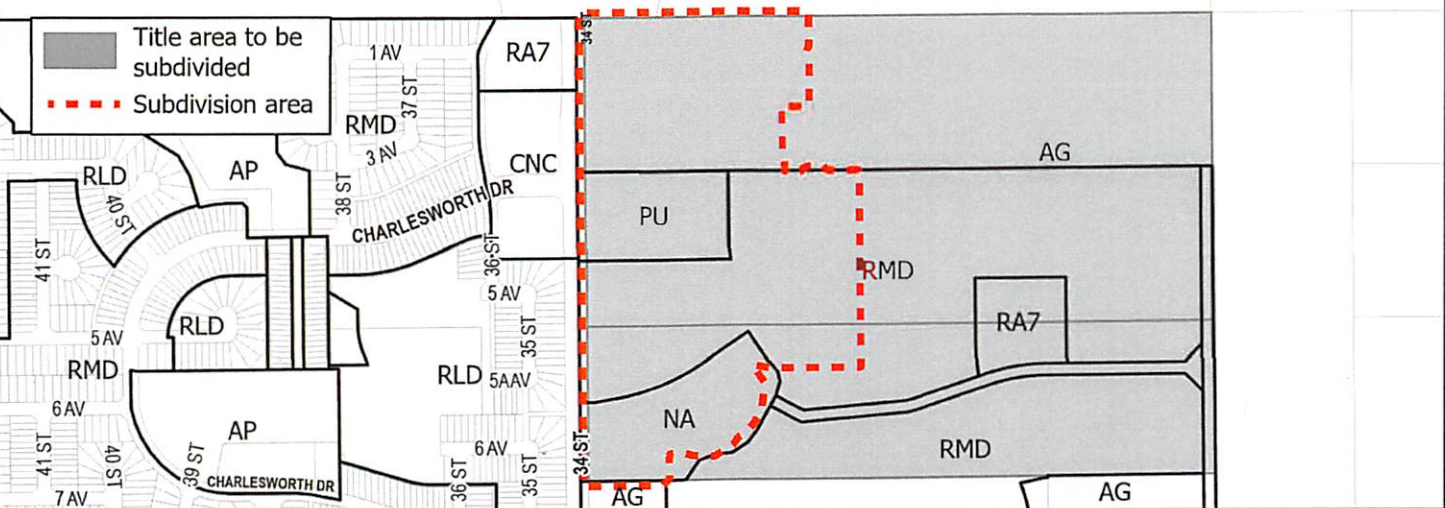 Title area to be
subdivided
Subdivision area
1 AV
37 ST
RMD
3 AV
38 ST
CHARLESWORTH DR
RA7
CNC
34 ST
AG
RLD
40 ST
AP
41 ST
36 ST
5 AV
35 ST
PU
RMD
RA7
RLD
5 AV
RMD
6 AV
RLD
5AAV
NA
AP
41 ST
40 ST
39 ST
CHARLESWORTH DR
7 AV
6 AV
36 ST
35 ST
34 ST
RMD
AG
AG